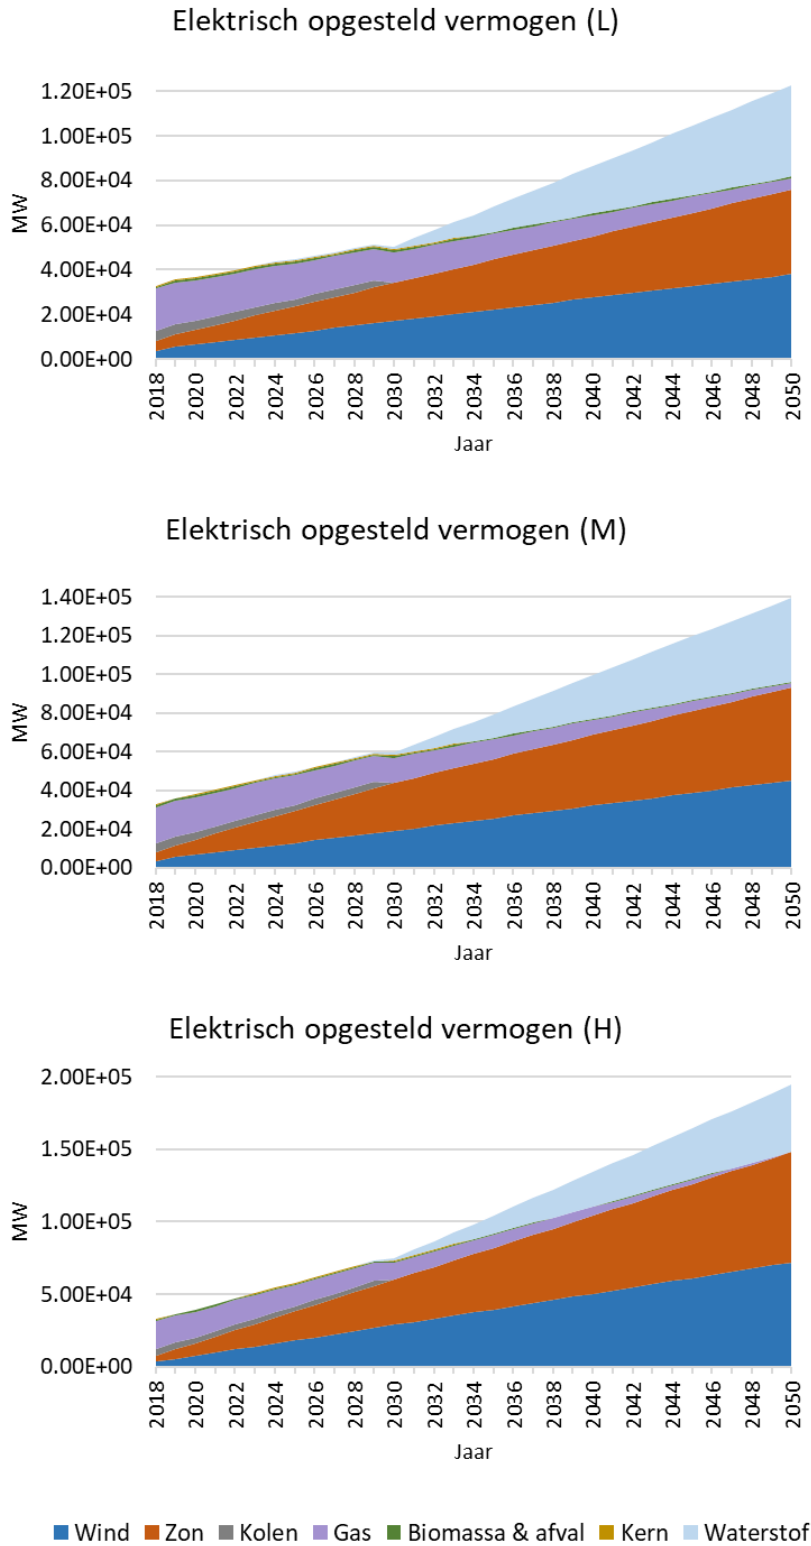 Elektrisch opgesteld vermogen (L)
1.20E+05
1.00E+05
8.00E+04
6.00E+04
4.00E+04
2.00E+04
0.00E+00
MW
2018 2020 2022 2024 2026 2028 2030 2032 2034 2036 2038 2040 2042 2044 2046 2048 2050
Jaar
Elektrisch opgesteld vermogen (M)
1.40E+05
1.20E+05
1.00E+05
8.00E+04
6.00E+04
4.00E+04
2.00E+04
0.00E+00
MW
2018 2020 2022 2024 2026 2028 2030 2032 2034 2036 2038 2040 2042 2044 2046 2048 2050
Jaar
Elektrisch opgesteld vermogen (H)
2.00E+05
1.50E+05
1.00E+05
5.00E+04
0.00E+00
MW
2018 2020 2022 2024 2026 2028 2030 2032 2034 2036 2038 2040 2042 2044 2046 2048 2050
Jaar
Wind Zon Kolen Gas Biomassa & afval Kern Waterstof